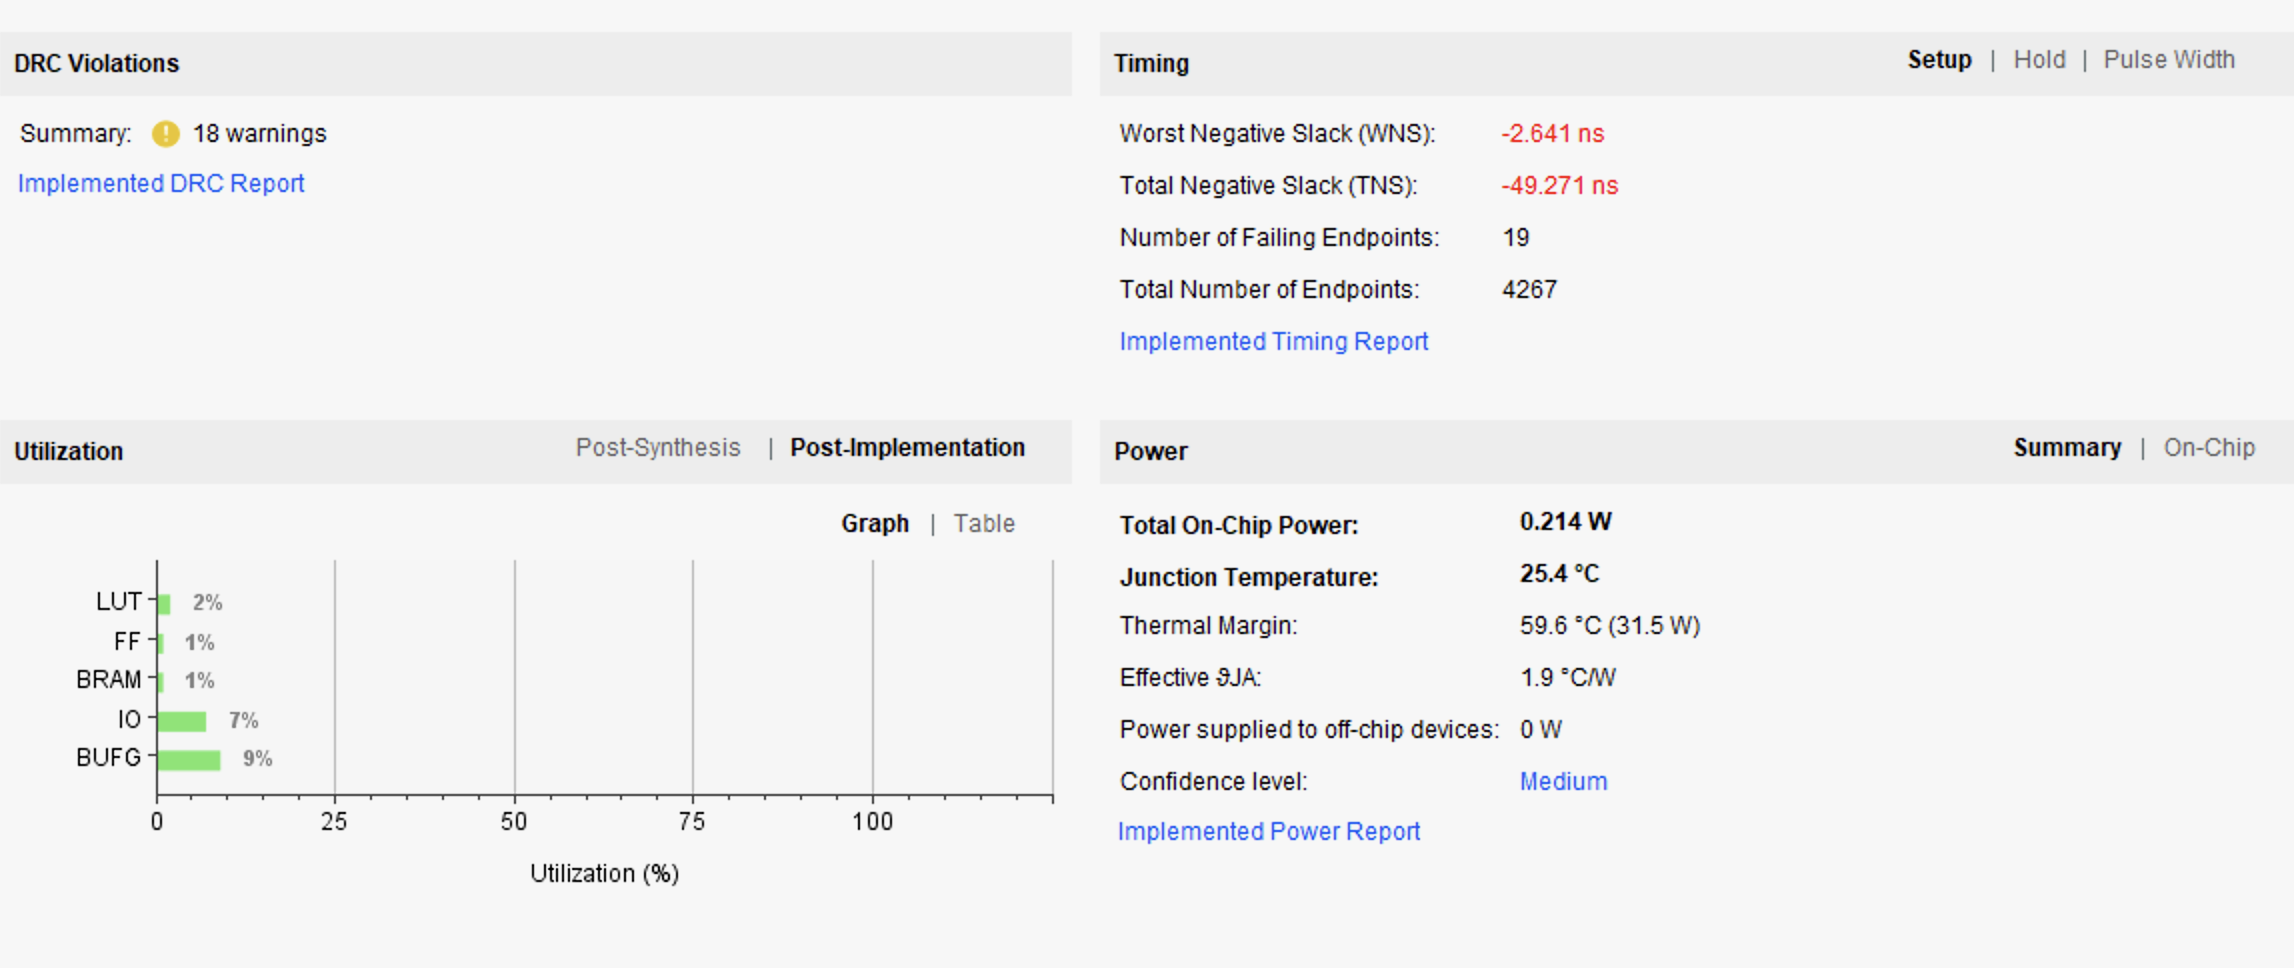 DRC Violations
Summary: 18 warnings
Implemented DRC Report
Timing
Setup | Hold | Pulse Width
Worst Negative Slack (WNS): -2.641 ns
Total Negative Slack (TNS): -49.271 ns
Number of Failing Endpoints: 19
Total Number of Endpoints: 4267
Implemented Timing Report
Utilization
Post-Synthesis | Post-Implementation
Graph | Table
LUT 2%
FF 1%
BRAM 1%
IO 7%
BUFG 9%
0 25 50 75 100
Utilization (%)
Power
Summary | On-Chip
Total On-Chip Power: 0.214 W
Junction Temperature: 25.4 °C
Thermal Margin: 59.6 °C (31.5 W)
Effective ϑJA: 1.9 °C/W
Power supplied to off-chip devices: 0 W
Confidence level: Medium
Implemented Power Report